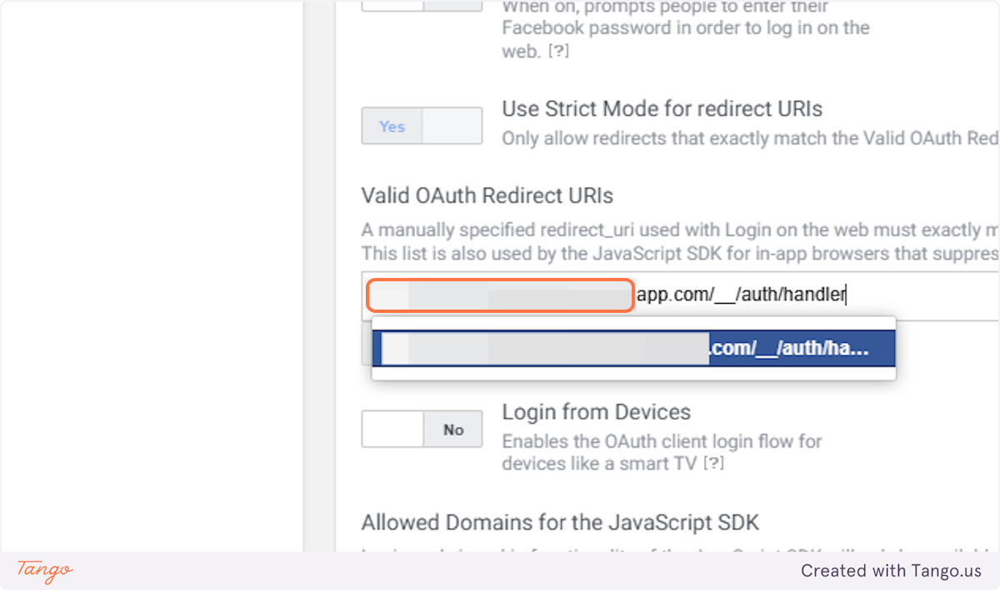 When on, prompts people to enter their
Facebook password in order to log in on the
web. [?]
Use Strict Mode for redirect URIs
Yes
Only allow redirects that exactly match the Valid OAuth Red
Valid OAuth Redirect URIs
A manually specified redirect_uri used with Login on the web must exactly m
This list is also used by the JavaScript SDK for in-app browsers that suppres
app.com/__/auth/handler
.com/__/auth/ha...
Login from Devices
No
Enables the OAuth client login flow for
devices like a smart TV [?]
Allowed Domains for the JavaScript SDK
Tango
Created with Tango.us